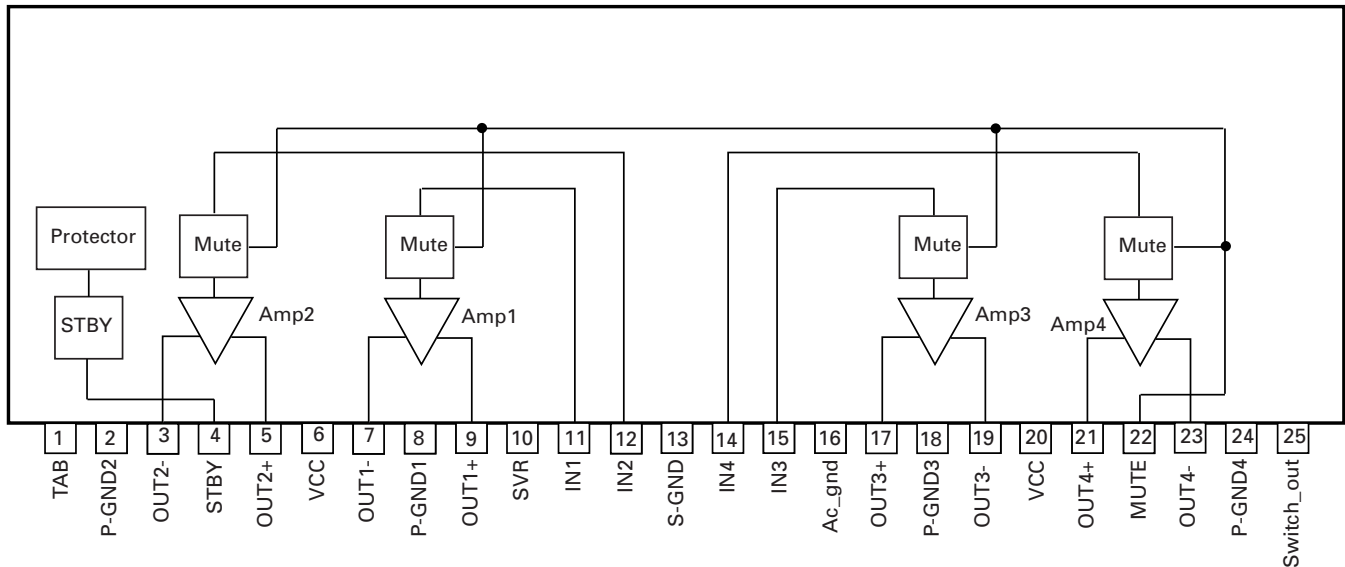 Protector
Mute
Mute
Mute
Mute
STBY
Amp2
Amp1
Amp3
Amp4
1
2
3
4
5
6
7
8
9
10
11
12
13
14
15
16
17
18
19
20
21
22
23
24
25
TAB
P-GND2
OUT2-
STBY
OUT2+
VCC
OUT1-
P-GND1
OUT1+
SVR
IN1
IN2
S-GND
IN4
IN3
Ac_gnd
OUT3+
P-GND3
OUT3-
VCC
OUT4+
MUTE
OUT4-
P-GND4
Switch_out